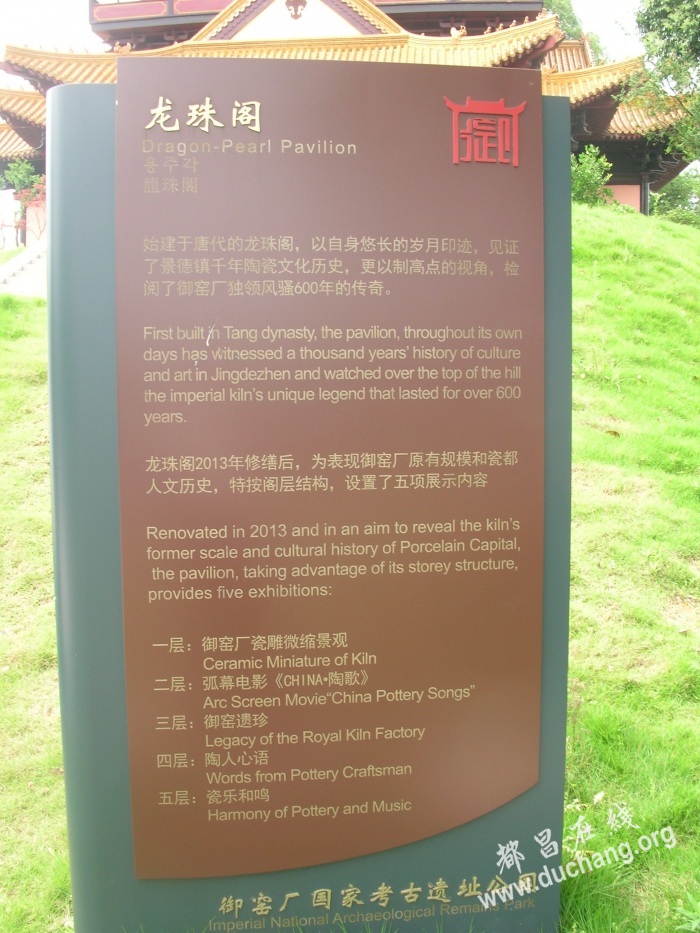 龙珠阁
Dragon-Pearl Pavilion
용주각
龍珠閣
始建于唐代的龙珠阁，以自身悠长的岁月印迹，见证
了景德镇千年陶瓷文化历史，更以制高点的视角，检
阅了御窑厂独领风骚600年的传奇。
First built in Tang dynasty, the pavilion, throughout its own
days has witnessed a thousand years' history of culture
and art in Jingdezhen and watched over the top of the hill
the imperial kiln's unique legend that lasted for over 600
years.
龙珠阁2013年修缮后，为表现御窑厂原有规模和瓷都
人文历史，特按阁层结构，设置了五项展示内容
Renovated in 2013 and in an aim to reveal the kiln's
former scale and cultural history of Porcelain Capital,
the pavilion, taking advantage of its storey structure,
provides five exhibitions:
一层：御窑厂瓷雕微缩景观
Ceramic Miniature of Kiln
二层：弧幕电影《CHINA•陶歌》
Arc Screen Movie“China Pottery Songs”
三层：御窑遗珍
Legacy of the Royal Kiln Factory
四层：陶人心语
Words from Pottery Craftsman
五层：瓷乐和鸣
Harmony of Pottery and Music
御窑厂国家考古遗址公园
Imperial National Archaeological Remains Park
都昌在线
www.duchang.org